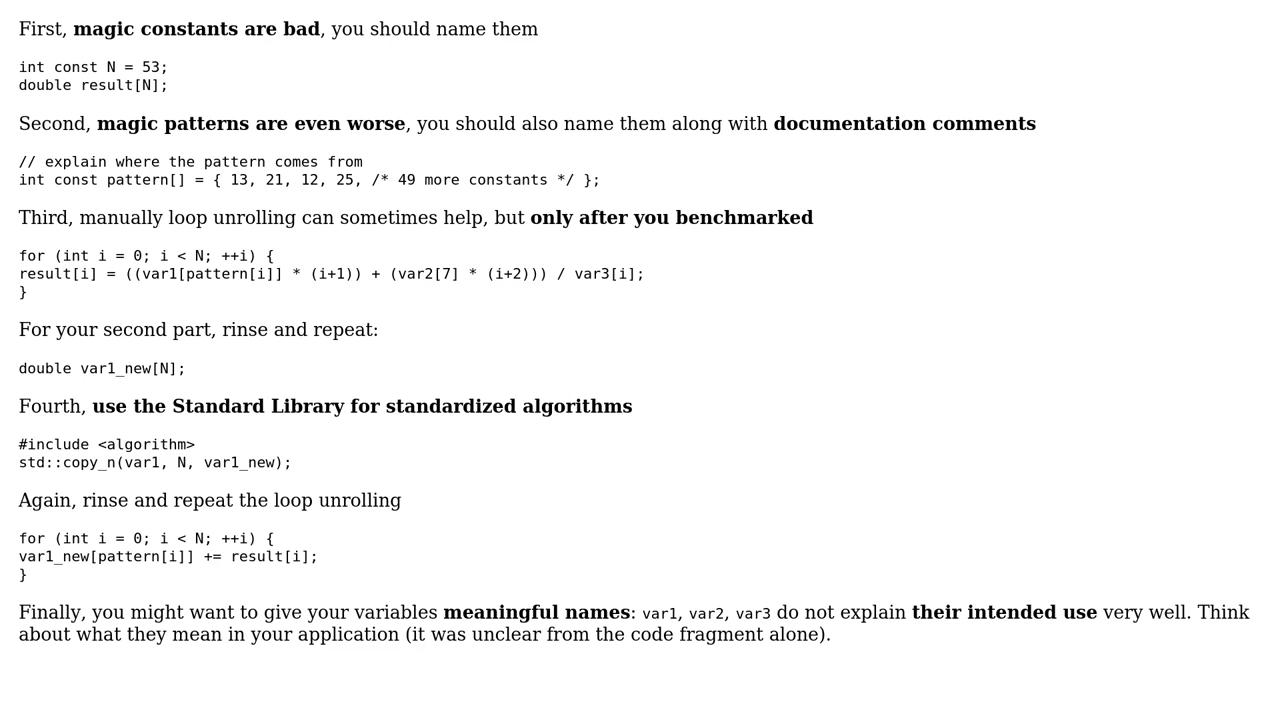 First, magic constants are bad, you should name them
int const N = 53;
double result[N];
Second, magic patterns are even worse, you should also name them along with documentation comments
// explain where the pattern comes from
int const pattern[] = { 13, 21, 12, 25, /* 49 more constants */ };
Third, manually loop unrolling can sometimes help, but only after you benchmarked
for (int i = 0; i < N; ++i) {
result[i] = ((var1[pattern[i]] * (i+1)) + (var2[7] * (i+2))) / var3[i];
}
For your second part, rinse and repeat:
double var1_new[N];
Fourth, use the Standard Library for standardized algorithms
#include <algorithm>
std::copy_n(var1, N, var1_new);
Again, rinse and repeat the loop unrolling
for (int i = 0; i < N; ++i) {
var1_new[pattern[i]] += result[i];
}
Finally, you might want to give your variables meaningful names: var1, var2, var3 do not explain their intended use very well. Think
about what they mean in your application (it was unclear from the code fragment alone).